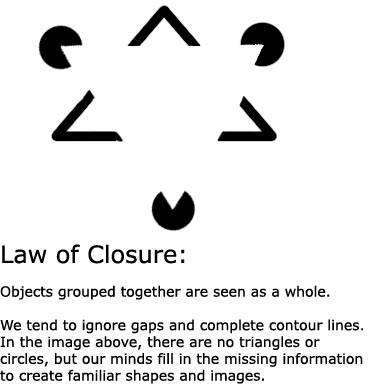 Law of Closure:
Objects grouped together are seen as a whole.
We tend to ignore gaps and complete contour lines.
In the image above, there are no triangles or
circles, but our minds fill in the missing information
to create familiar shapes and images.